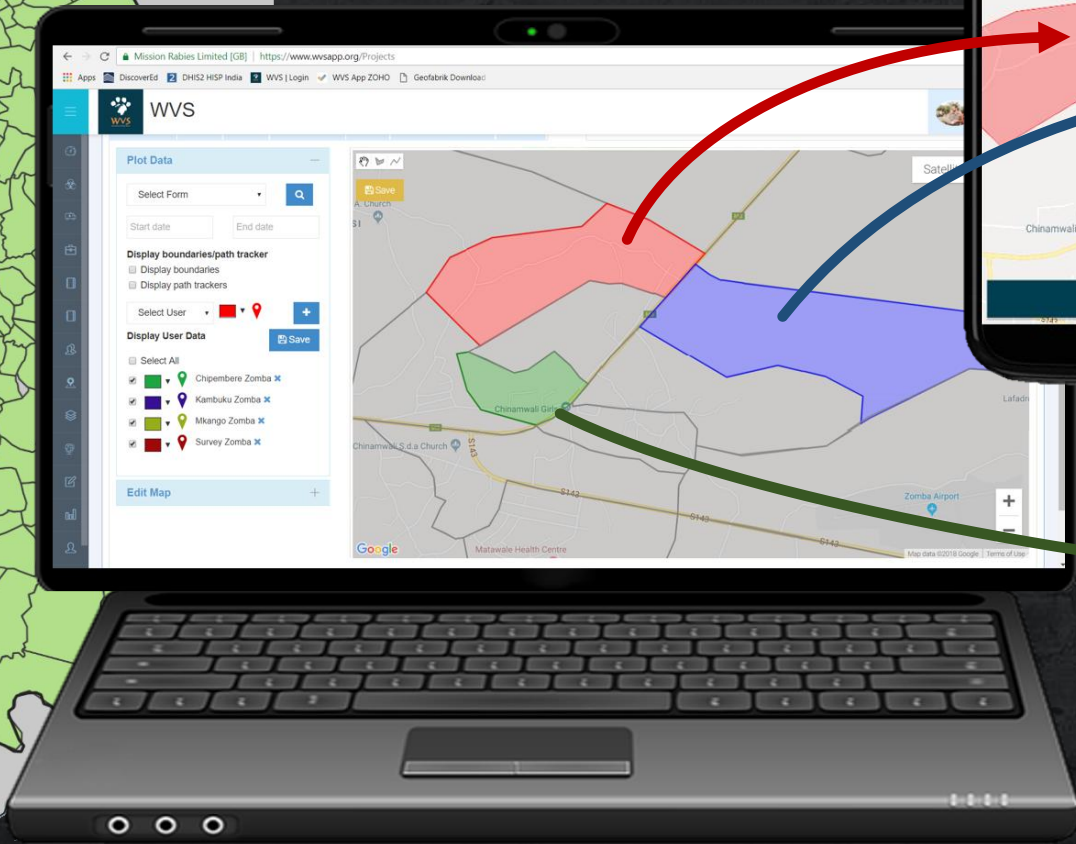 Mission Rabies Limited [GB] | https://www.wvsapp.org/Projects
Apps DiscoverEd DHIS2 HISP India WVS | Login WVS App ZOHO Geofabrik Download
WVS
WVS
Plot Data
Select Form
Start date End date
Display boundaries/path tracker
Display boundaries
Display path trackers
Select User
Display User Data Save
Select All
Chipembere Zomba
Kambuku Zomba
Mkango Zomba
Survey Zomba
Edit Map
Save
A. Church
Chinamwali Girls
Chinamwali S.d.a Church
S143
S143
S143
S143
Matawale Health Centre
Zomba Airport
Google
Map data ©2018 Google | Terms of Use
Chinamwali